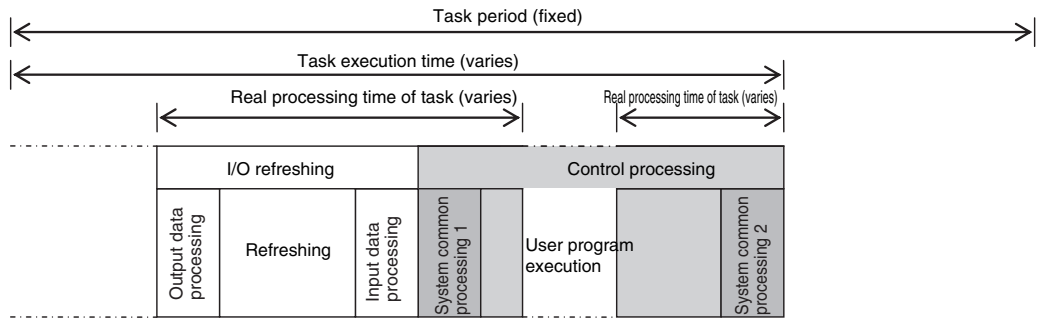 Task period (fixed)
Task execution time (varies)
Real processing time of task (varies)
Real processing time of task (varies)
I/O refreshing
Control processing
Output data
processing
Refreshing
Input data
processing
System common
processing 1
User program
execution
System common
processing 2